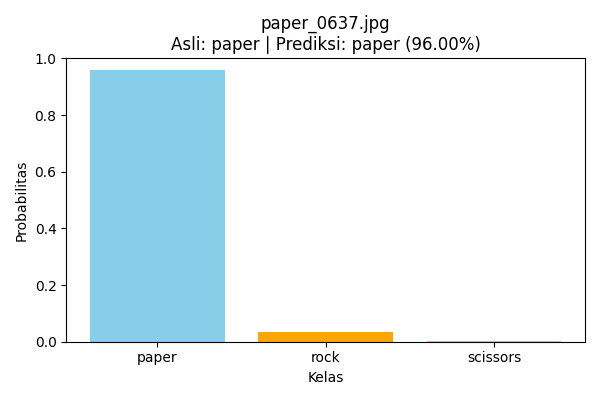 paper_0637.jpg
Asli: paper | Prediksi: paper (96.00%)
1.0
0.8
0.6
0.4
0.2
0.0
Probabilitas
paper
rock
scissors
Kelas